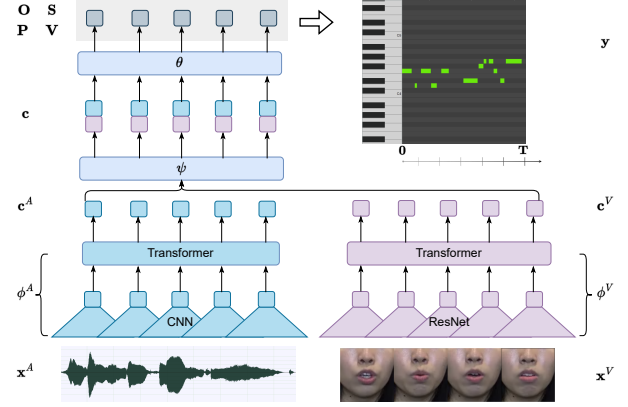 O S
P V
y
θ
c
0 T
ψ
c^A
c^V
Transformer
Transformer
ϕ^A
ϕ^V
CNN
ResNet
x^A
x^V